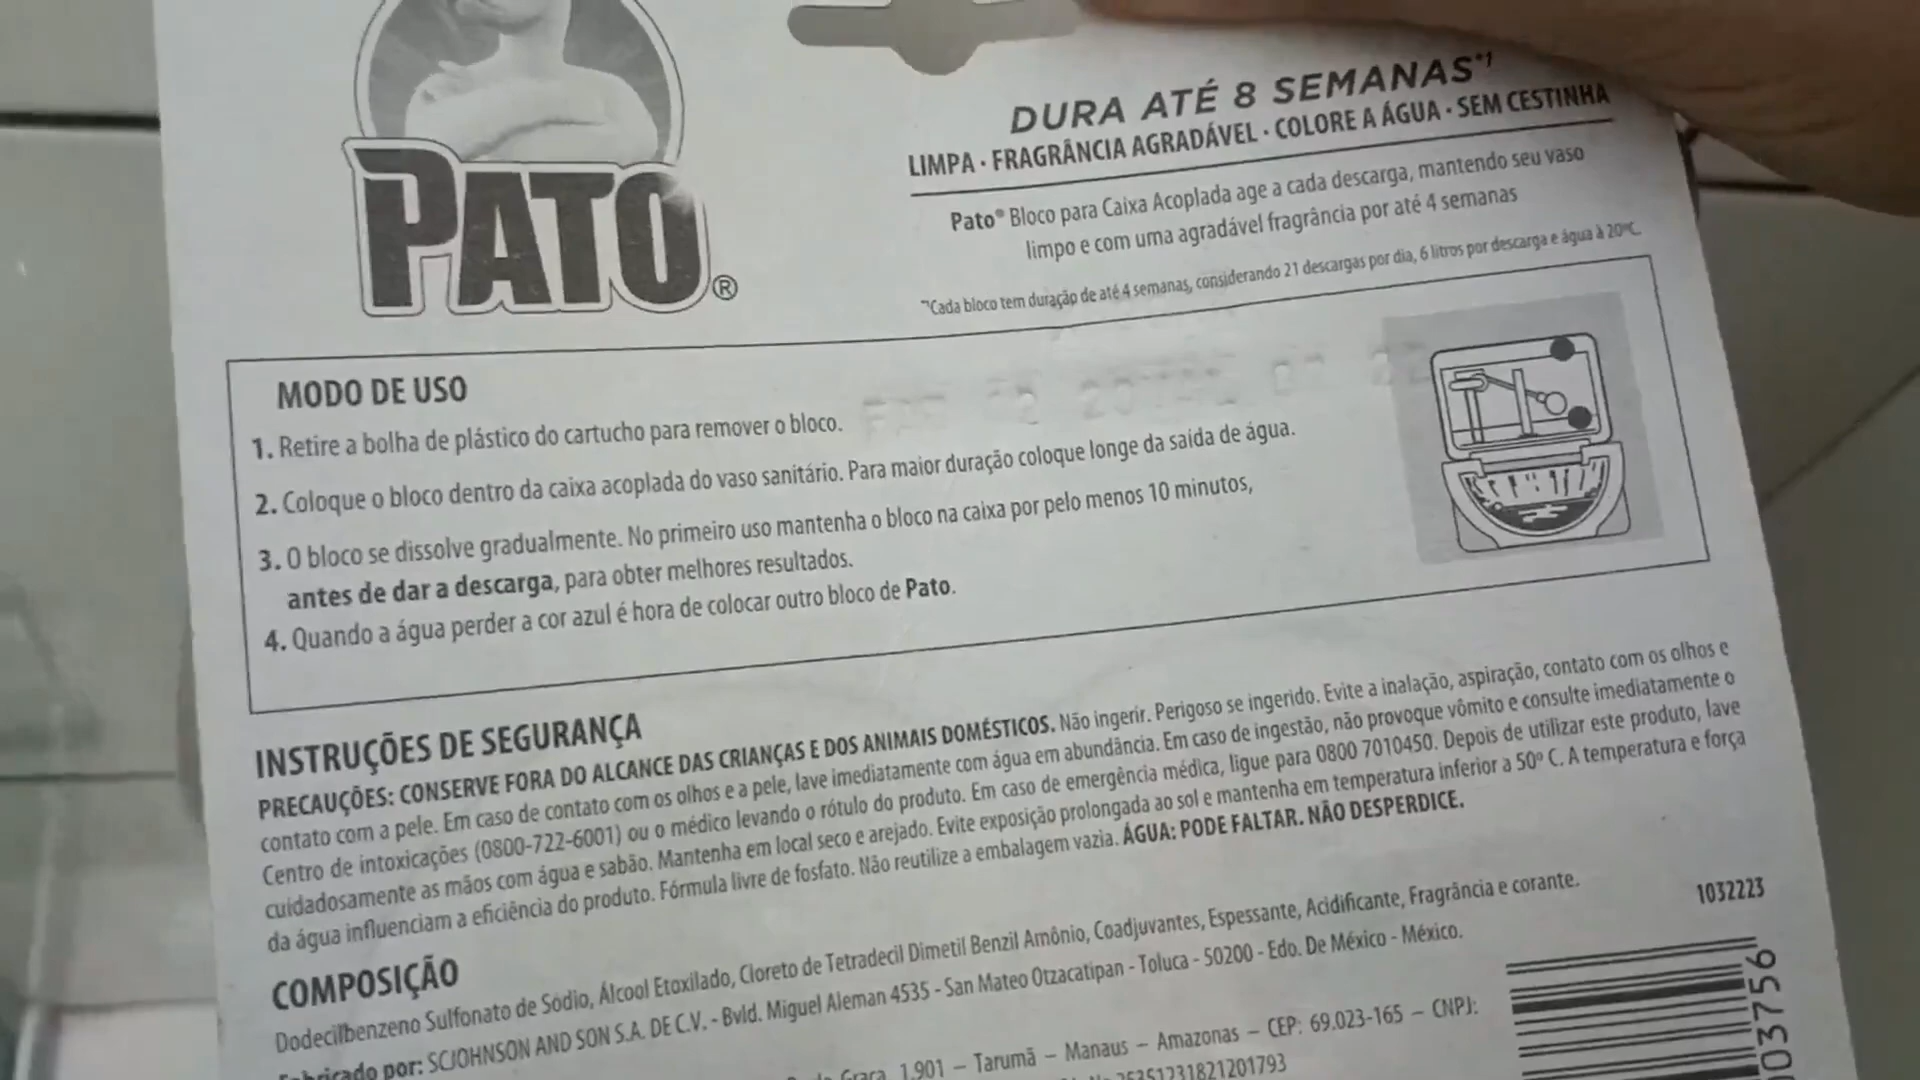 PATO®
DURA ATÉ 8 SEMANAS*1
LIMPA · FRAGRÂNCIA AGRADÁVEL · COLORE A ÁGUA · SEM CESTINHA
Pato® Bloco para Caixa Acoplada age a cada descarga, mantendo seu vaso
limpo e com uma agradável fragrância por até 4 semanas
*¹Cada bloco tem duração de até 4 semanas, considerando 21 descargas por dia, 6 litros por descarga e água à 20ºC.
MODO DE USO
1. Retire a bolha de plástico do cartucho para remover o bloco.
2. Coloque o bloco dentro da caixa acoplada do vaso sanitário. Para maior duração coloque longe da saída de água.
3. O bloco se dissolve gradualmente. No primeiro uso mantenha o bloco na caixa por pelo menos 10 minutos,
antes de dar a descarga, para obter melhores resultados.
4. Quando a água perder a cor azul é hora de colocar outro bloco de Pato.
INSTRUÇÕES DE SEGURANÇA
PRECAUÇÕES: CONSERVE FORA DO ALCANCE DAS CRIANÇAS E DOS ANIMAIS DOMÉSTICOS. Não ingerir. Perigoso se ingerido. Evite a inalação, aspiração, contato com os olhos e
contato com a pele. Em caso de contato com os olhos e a pele, lave imediatamente com água em abundância. Em caso de ingestão, não provoque vômito e consulte imediatamente o
Centro de intoxicações (0800-722-6001) ou o médico levando o rótulo do produto. Em caso de emergência médica, ligue para 0800 7010450. Depois de utilizar este produto, lave
cuidadosamente as mãos com água e sabão. Mantenha em local seco e arejado. Evite exposição prolongada ao sol e mantenha em temperatura inferior a 50º C. A temperatura e força
da água influenciam a eficiência do produto. Fórmula livre de fosfato. Não reutilize a embalagem vazia. ÁGUA: PODE FALTAR. NÃO DESPERDICE.
COMPOSIÇÃO
1032223
Dodecilbenzeno Sulfonato de Sódio, Álcool Etoxilado, Cloreto de Tetradecil Dimetil Benzil Amônio, Coadjuvantes, Espessante, Acidificante, Fragrância e corante.
Fabricado por: SCJOHNSON AND SON S.A. DE C.V. - Bvld. Miguel Aleman 4535 - San Mateo Otzacatipan - Toluca - 50200 - Edo. De México - México.
1.901 – Tarumã – Manaus – Amazonas – CEP: 69.023-165 – CNPJ:
25351231821201793
03756